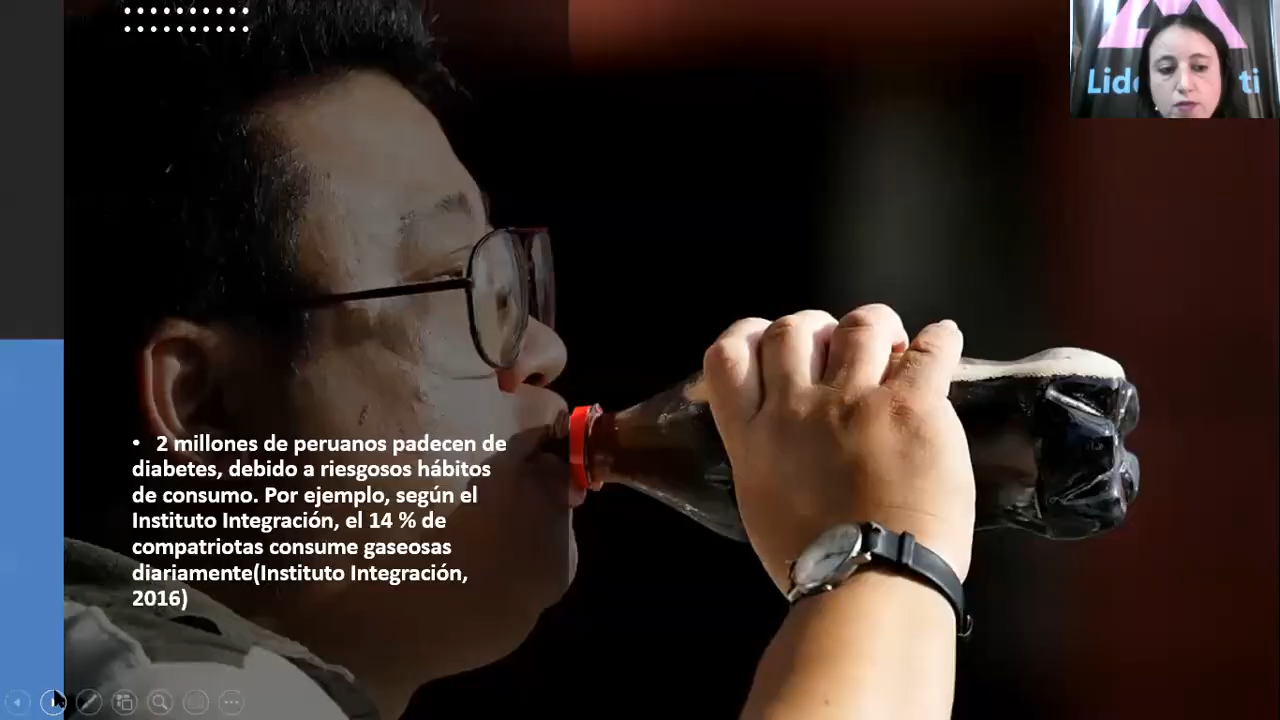 • 2 millones de peruanos padecen de
diabetes, debido a riesgosos hábitos
de consumo. Por ejemplo, según el
Instituto Integración, el 14 % de
compatriotas consume gaseosas
diariamente(Instituto Integración,
2016)